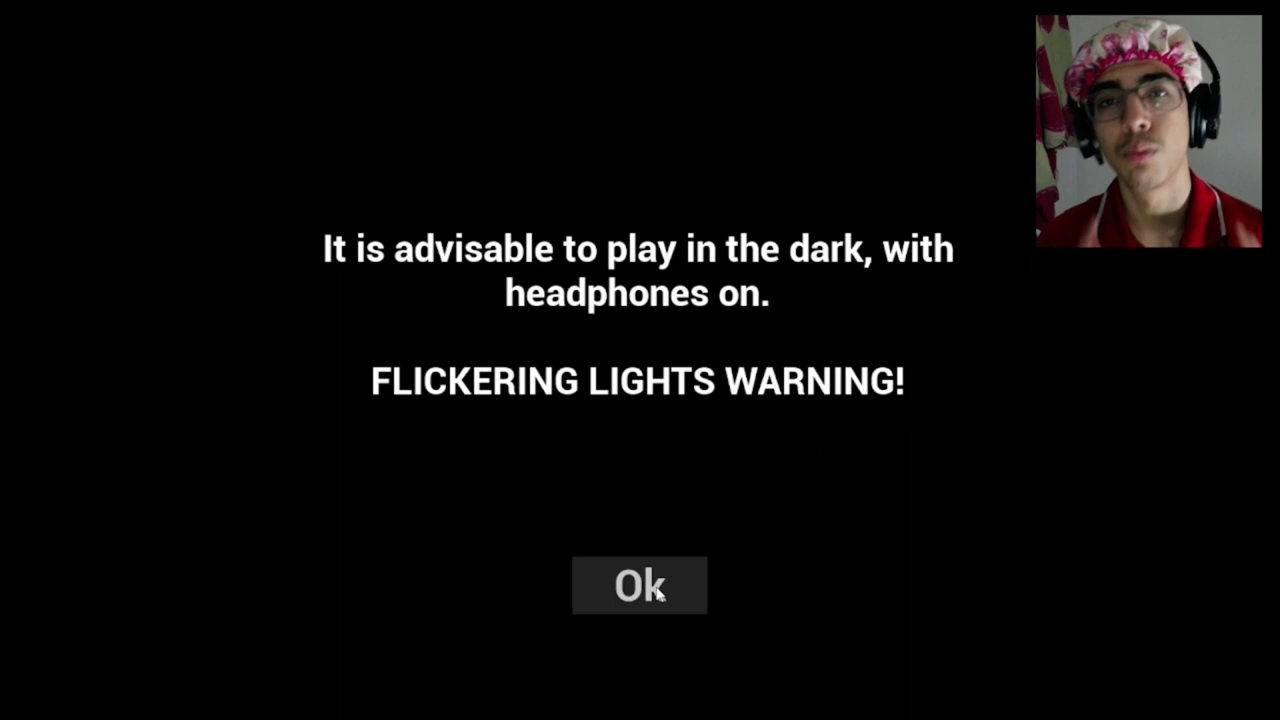 It is advisable to play in the dark, with
headphones on.
FLICKERING LIGHTS WARNING!
Ok